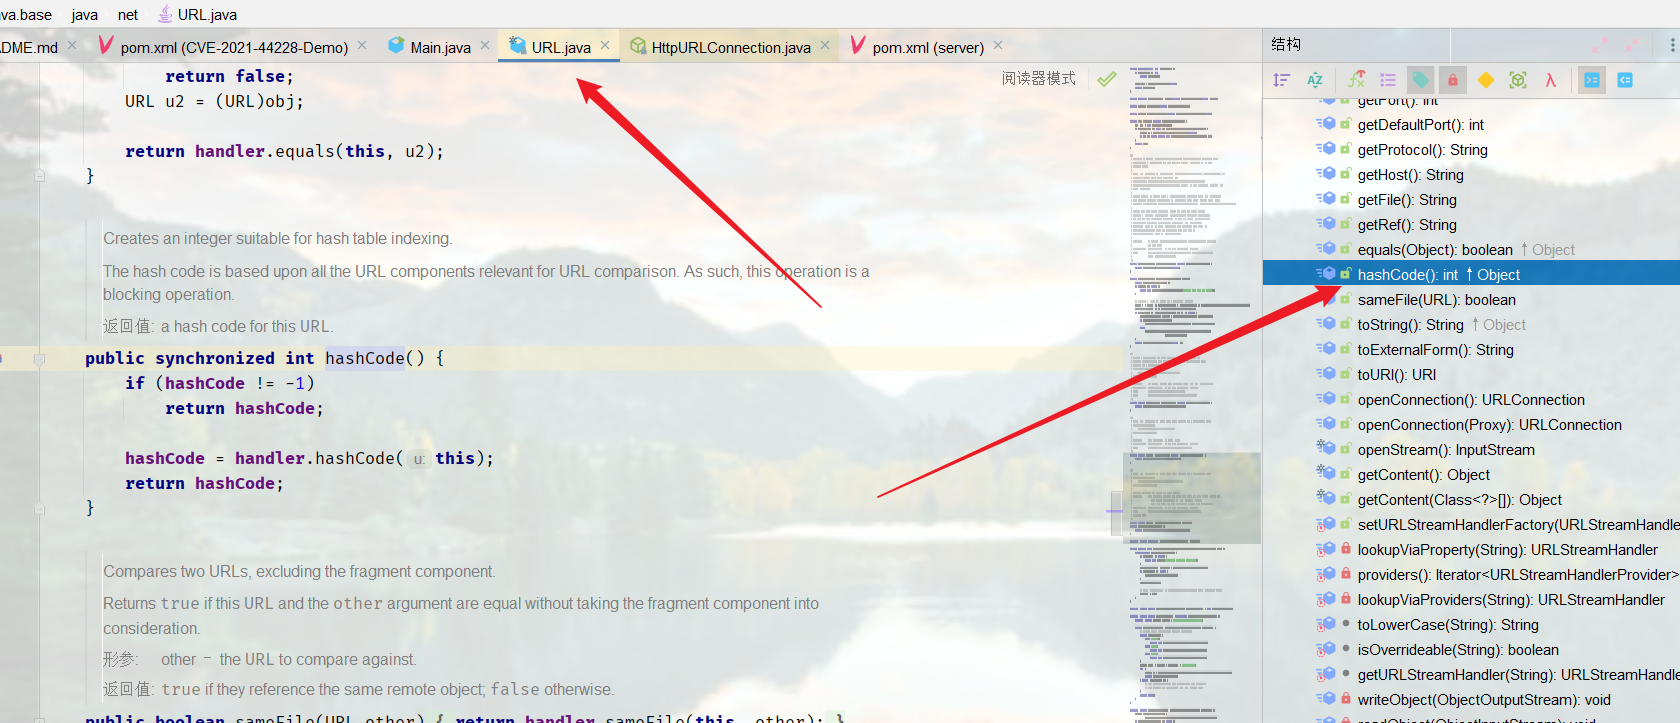 va.base java net URL.java
DME.md pom.xml (CVE-2021-44228-Demo) Main.java URL.java HttpURLConnection.java pom.xml (server)
结构
return false;
URL u2 = (URL)obj;
return handler.equals(this, u2);
}
阅读器模式
Creates an integer suitable for hash table indexing.
The hash code is based upon all the URL components relevant for URL comparison. As such, this operation is a
blocking operation.
返回值: a hash code for this URL.
public synchronized int hashCode() {
if (hashCode != -1)
return hashCode;
hashCode = handler.hashCode( u: this);
return hashCode;
}
Compares two URLs, excluding the fragment component.
Returns true if this URL and the other argument are equal without taking the fragment component into
consideration.
形参: other – the URL to compare against.
返回值: true if they reference the same remote object; false otherwise.
public boolean sameFile(URL other) { return handler.sameFile(this, other); }
getPort(): int
getDefaultPort(): int
getProtocol(): String
getHost(): String
getFile(): String
getRef(): String
equals(Object): boolean ↑Object
hashCode(): int ↑Object
sameFile(URL): boolean
toString(): String ↑Object
toExternalForm(): String
toURI(): URI
openConnection(): URLConnection
openConnection(Proxy): URLConnection
openStream(): InputStream
getContent(): Object
getContent(Class<?>[]): Object
setURLStreamHandlerFactory(URLStreamHandle
lookupViaProperty(String): URLStreamHandler
providers(): Iterator<URLStreamHandlerProvider>
lookupViaProviders(String): URLStreamHandler
toLowerCase(String): String
isOverrideable(String): boolean
getURLStreamHandler(String): URLStreamHandle
writeObject(ObjectOutputStream): void
readObject(ObjectInputStream): void